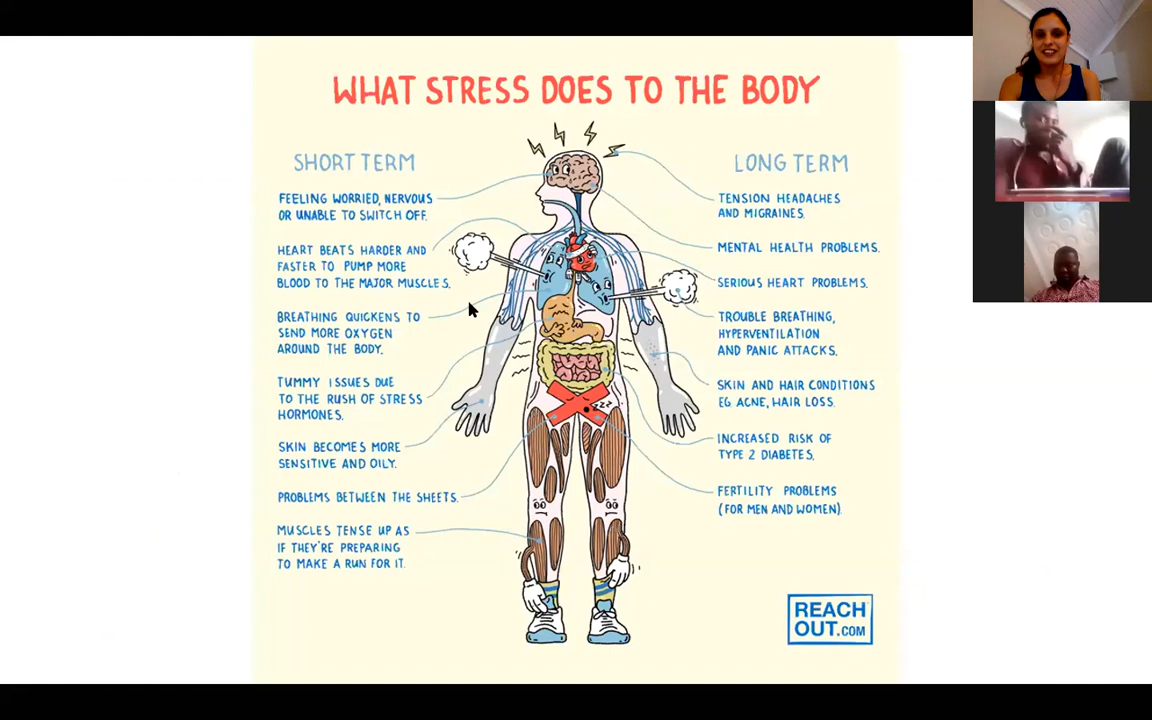 WHAT STRESS DOES TO THE BODY
SHORT TERM
FEELING WORRIED, NERVOUS
OR UNABLE TO SWITCH OFF.
HEART BEATS HARDER AND
FASTER TO PUMP MORE
BLOOD TO THE MAJOR MUSCLES.
BREATHING QUICKENS TO
SEND MORE OXYGEN
AROUND THE BODY.
TUMMY ISSUES DUE
TO THE RUSH OF STRESS
HORMONES.
SKIN BECOMES MORE
SENSITIVE AND OILY.
PROBLEMS BETWEEN THE SHEETS.
MUSCLES TENSE UP AS
IF THEY'RE PREPARING
TO MAKE A RUN FOR IT.
ZZZ
LONG TERM
TENSION HEADACHES
AND MIGRAINES.
MENTAL HEALTH PROBLEMS.
SERIOUS HEART PROBLEMS.
TROUBLE BREATHING,
HYPERVENTILATION
AND PANIC ATTACKS.
SKIN AND HAIR CONDITIONS
EG ACNE, HAIR LOSS.
INCREASED RISK OF
TYPE 2 DIABETES.
FERTILITY PROBLEMS
(FOR MEN AND WOMEN).
REACH
OUT.COM